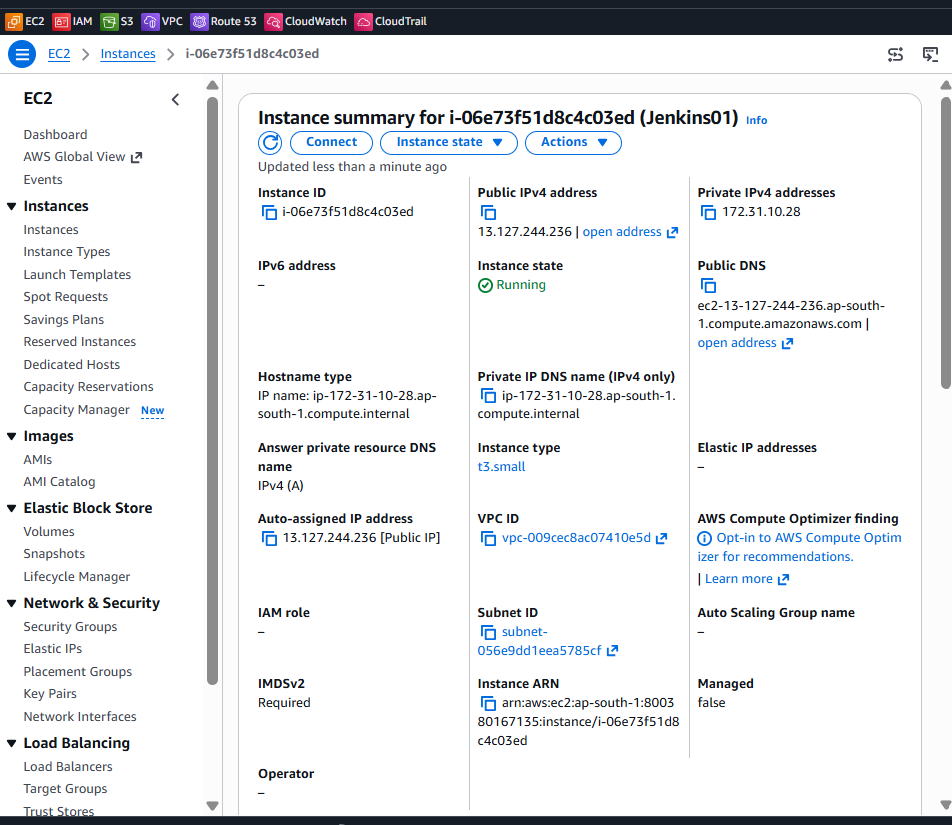 EC2 IAM S3 VPC Route 53 CloudWatch CloudTrail
EC2 > Instances > i-06e73f51d8c4c03ed
EC2
Dashboard
AWS Global View
Events
Instances
Instances
Instance Types
Launch Templates
Spot Requests
Savings Plans
Reserved Instances
Dedicated Hosts
Capacity Reservations
Capacity Manager New
Images
AMIs
AMI Catalog
Elastic Block Store
Volumes
Snapshots
Lifecycle Manager
Network & Security
Security Groups
Elastic IPs
Placement Groups
Key Pairs
Network Interfaces
Load Balancing
Load Balancers
Target Groups
Trust Stores
Instance summary for i-06e73f51d8c4c03ed (Jenkins01) Info
Connect Instance state Actions
Updated less than a minute ago
Instance ID
i-06e73f51d8c4c03ed
Public IPv4 address
13.127.244.236 | open address
Private IPv4 addresses
172.31.10.28
IPv6 address
–
Instance state
Running
Public DNS
ec2-13-127-244-236.ap-south-
1.compute.amazonaws.com |
open address
Hostname type
IP name: ip-172-31-10-28.ap-
south-1.compute.internal
Private IP DNS name (IPv4 only)
ip-172-31-10-28.ap-south-1.
compute.internal
Answer private resource DNS
name
IPv4 (A)
Instance type
t3.small
Elastic IP addresses
–
Auto-assigned IP address
13.127.244.236 [Public IP]
VPC ID
vpc-009cec8ac07410e5d
AWS Compute Optimizer finding
Opt-in to AWS Compute Optim
izer for recommendations.
| Learn more
IAM role
–
Subnet ID
subnet-
056e9dd1eea5785cf
Auto Scaling Group name
–
IMDSv2
Required
Instance ARN
arn:aws:ec2:ap-south-1:8003
80167135:instance/i-06e73f51d8
c4c03ed
Managed
false
Operator
–